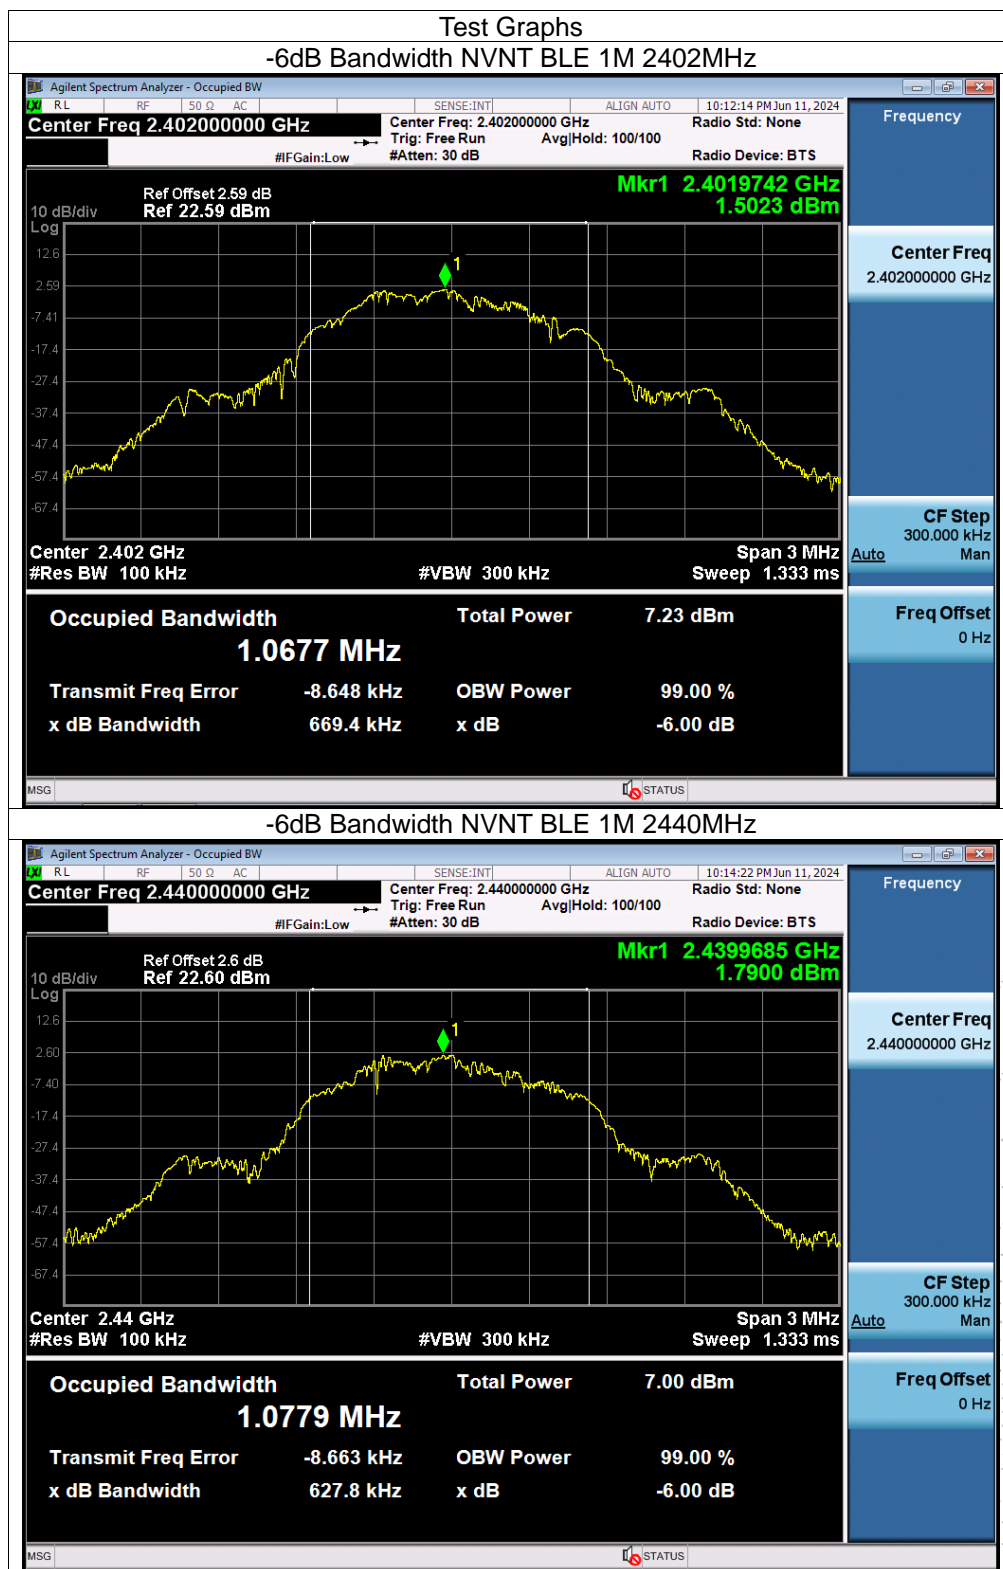 Test Graphs
-6dB Bandwidth NVNT BLE 1M 2402MHz
Agilent Spectrum Analyzer - Occupied BW
LXI RL RF 50 Ω AC SENSE:INT ALIGN AUTO 10:12:14 PM Jun 11, 2024
Center Freq 2.402000000 GHz Center Freq: 2.402000000 GHz Radio Std: None Frequency
Trig: Free Run Avg|Hold: 100/100
#IFGain:Low #Atten: 30 dB Radio Device: BTS
Mkr1 2.4019742 GHz
Ref Offset 2.59 dB
10 dB/div Ref 22.59 dBm 1.5023 dBm
Log
12.6
1
Center Freq
2.402000000 GHz
2.59
-7.41
-17.4
-27.4
-37.4
-47.4
-57.4
-67.4
CF Step
300.000 kHz
Auto Man
Center 2.402 GHz Span 3 MHz
#Res BW 100 kHz #VBW 300 kHz Sweep 1.333 ms
Occupied Bandwidth Total Power 7.23 dBm
1.0677 MHz
Freq Offset
0 Hz
Transmit Freq Error -8.648 kHz OBW Power 99.00 %
x dB Bandwidth 669.4 kHz x dB -6.00 dB
MSG STATUS
-6dB Bandwidth NVNT BLE 1M 2440MHz
Agilent Spectrum Analyzer - Occupied BW
LXI RL RF 50 Ω AC SENSE:INT ALIGN AUTO 10:14:22 PM Jun 11, 2024
Center Freq 2.440000000 GHz Center Freq: 2.440000000 GHz Radio Std: None Frequency
Trig: Free Run Avg|Hold: 100/100
#IFGain:Low #Atten: 30 dB Radio Device: BTS
Mkr1 2.4399685 GHz
Ref Offset 2.6 dB
10 dB/div Ref 22.60 dBm 1.7900 dBm
Log
12.6
1
Center Freq
2.440000000 GHz
2.60
-7.40
-17.4
-27.4
-37.4
-47.4
-57.4
-67.4
CF Step
300.000 kHz
Auto Man
Center 2.44 GHz Span 3 MHz
#Res BW 100 kHz #VBW 300 kHz Sweep 1.333 ms
Occupied Bandwidth Total Power 7.00 dBm
1.0779 MHz
Freq Offset
0 Hz
Transmit Freq Error -8.663 kHz OBW Power 99.00 %
x dB Bandwidth 627.8 kHz x dB -6.00 dB
MSG STATUS